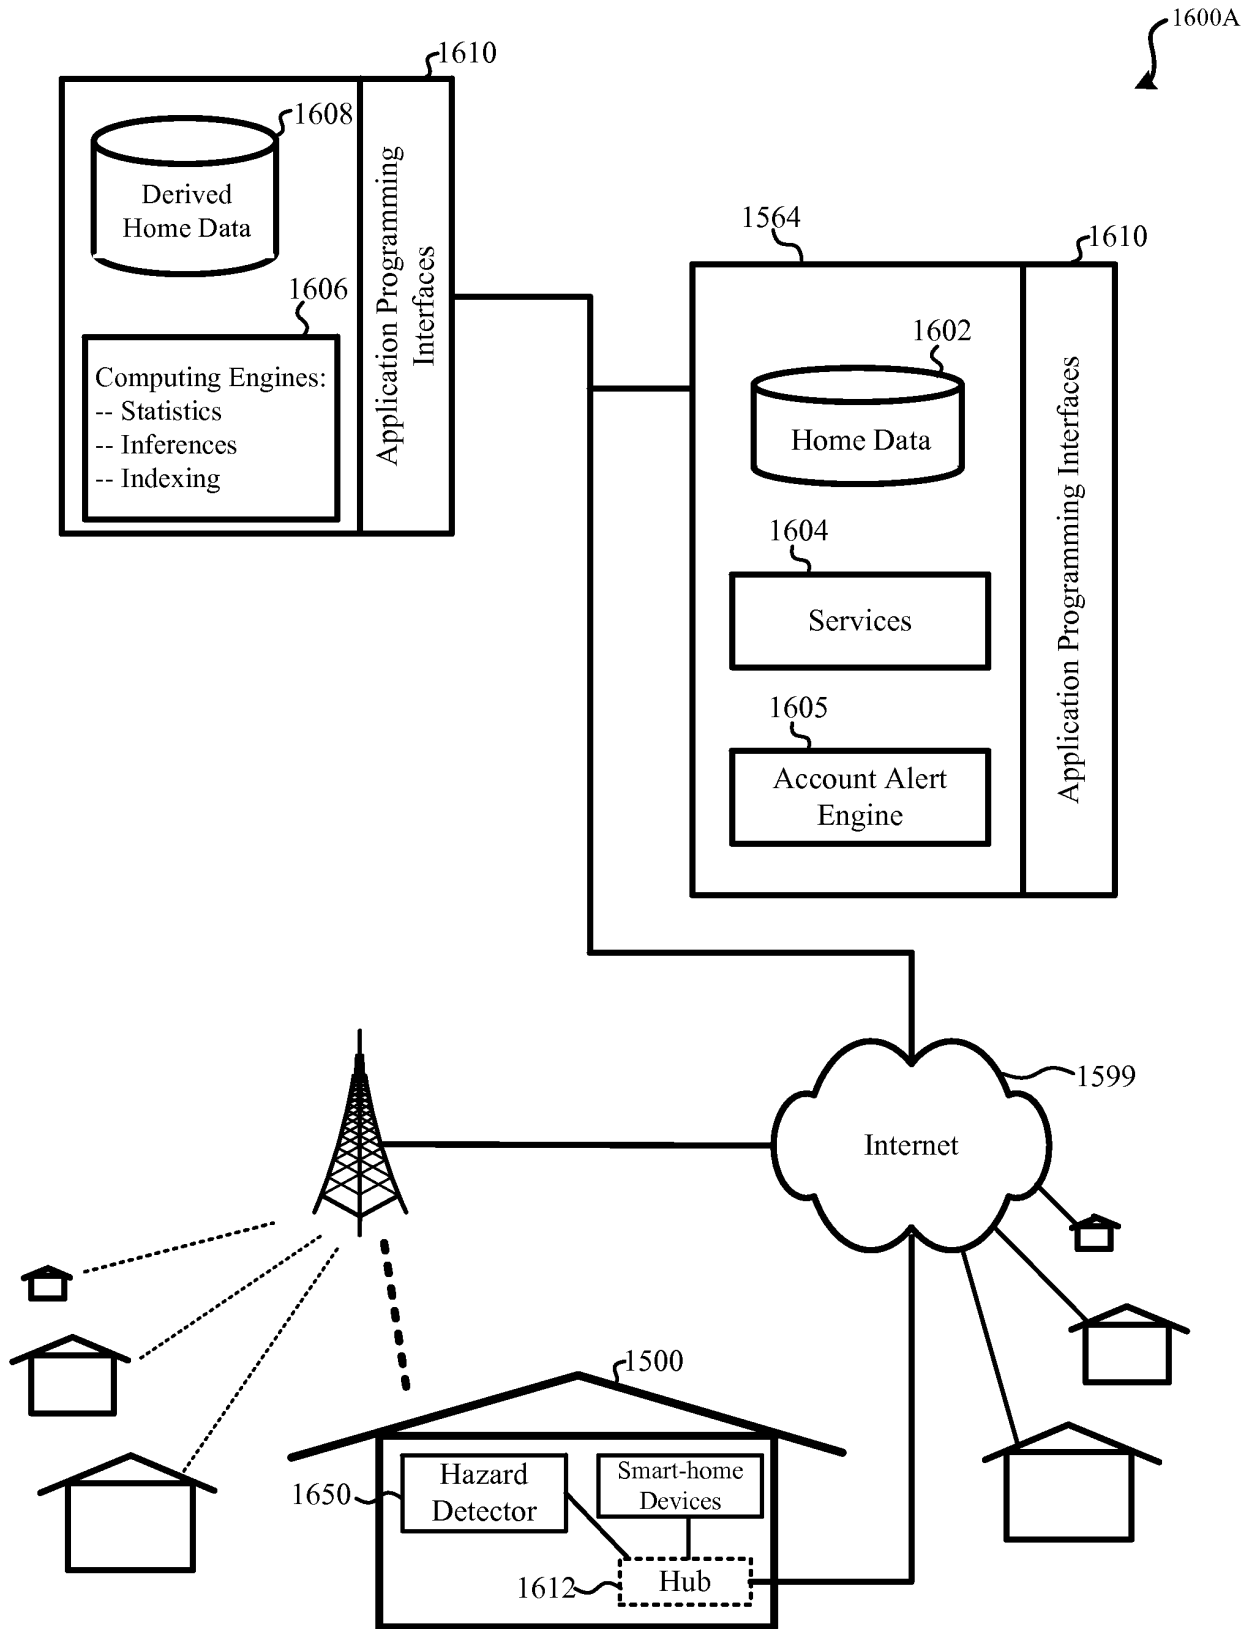 1600A
1610
1608
Derived
Home Data
1606
Computing Engines:
-- Statistics
-- Inferences
-- Indexing
Application Programming
Interfaces
1564
1610
1602
Home Data
1604
Services
1605
Account Alert
Engine
Application Programming Interfaces
1599
Internet
1500
Hazard
Detector
1650
Smart-home
Devices
1612
Hub